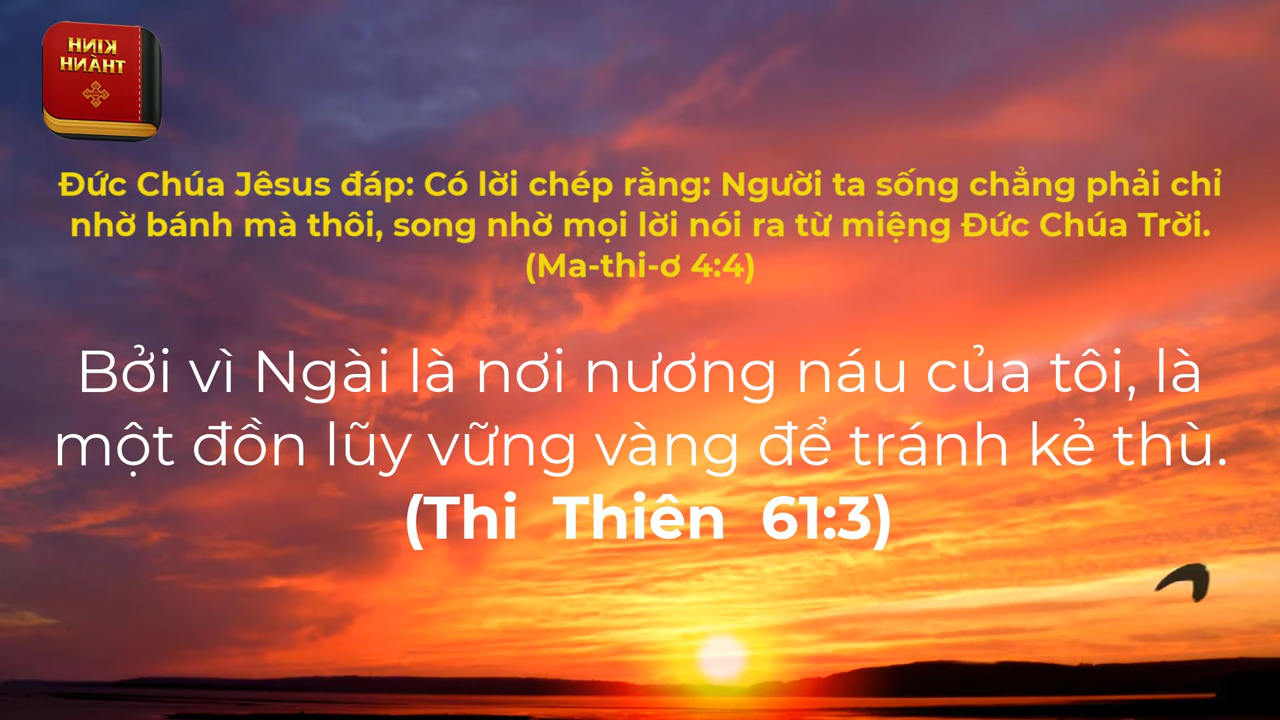 KINH
THÁNH
Đức Chúa Jêsus đáp: Có lời chép rằng: Người ta sống chẳng phải chỉ
nhờ bánh mà thôi, song nhờ mọi lời nói ra từ miệng Đức Chúa Trời.
(Ma-thi-ơ 4:4)
Bởi vì Ngài là nơi nương náu của tôi, là
một đồn lũy vững vàng để tránh kẻ thù.
(Thi Thiên 61:3)